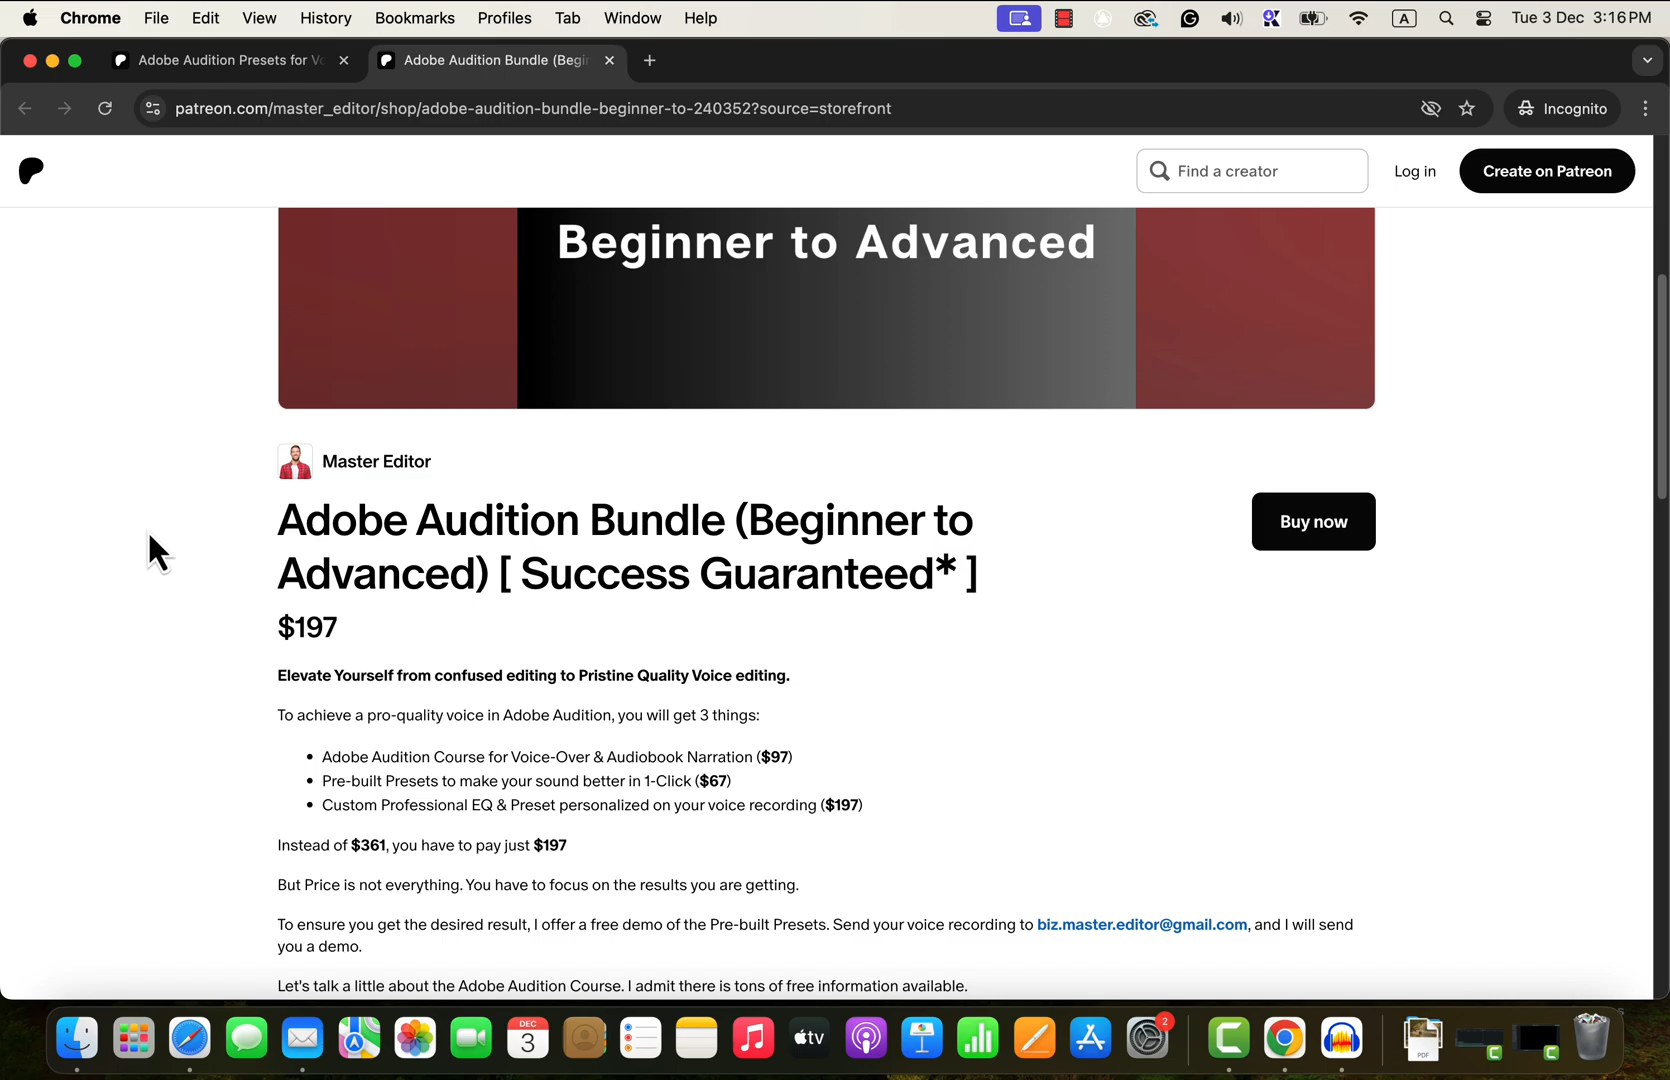 Chrome File Edit View History Bookmarks Profiles Tab Window Help A Tue 3 Dec 3:16 PM
Adobe Audition Presets for Adobe Audition Bundle (Begi
patreon.com/master_editor/shop/adobe-audition-bundle-beginner-to-240352?source=storefront Incognito
Find a creator Log in Create on Patreon
Beginner to Advanced
Master Editor
Adobe Audition Bundle (Beginner to
Advanced) [ Success Guaranteed* ]
Buy now
$197
Elevate Yourself from confused editing to Pristine Quality Voice editing.
To achieve a pro-quality voice in Adobe Audition, you will get 3 things:
• Adobe Audition Course for Voice-Over & Audiobook Narration ($97)
• Pre-built Presets to make your sound better in 1-Click ($67)
• Custom Professional EQ & Preset personalized on your voice recording ($197)
Instead of $361, you have to pay just $197
But Price is not everything. You have to focus on the results you are getting.
To ensure you get the desired result, I offer a free demo of the Pre-built Presets. Send your voice recording to biz.master.editor@gmail.com, and I will send
you a demo.
Let's talk a little about the Adobe Audition Course. I admit there is tons of free information available.
DEC
3
tv
2
PDF